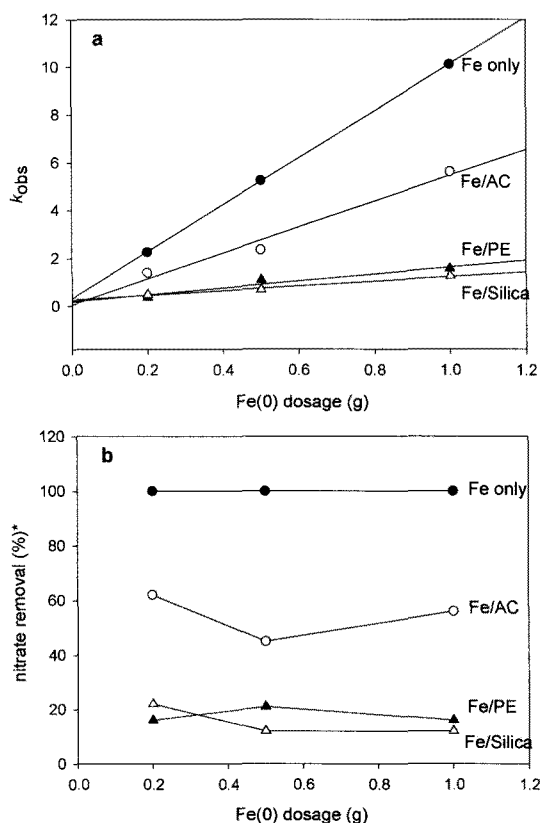 a
12
10
8
6
4
2
0
k_obs
Fe only
Fe/AC
Fe/PE
Fe/Silica
0.0 0.2 0.4 0.6 0.8 1.0 1.2
Fe(0) dosage (g)
b
120
100
80
60
40
20
0
nitrate removal (%)*
Fe only
Fe/AC
Fe/PE
Fe/Silica
0.0 0.2 0.4 0.6 0.8 1.0 1.2
Fe(0) dosage (g)